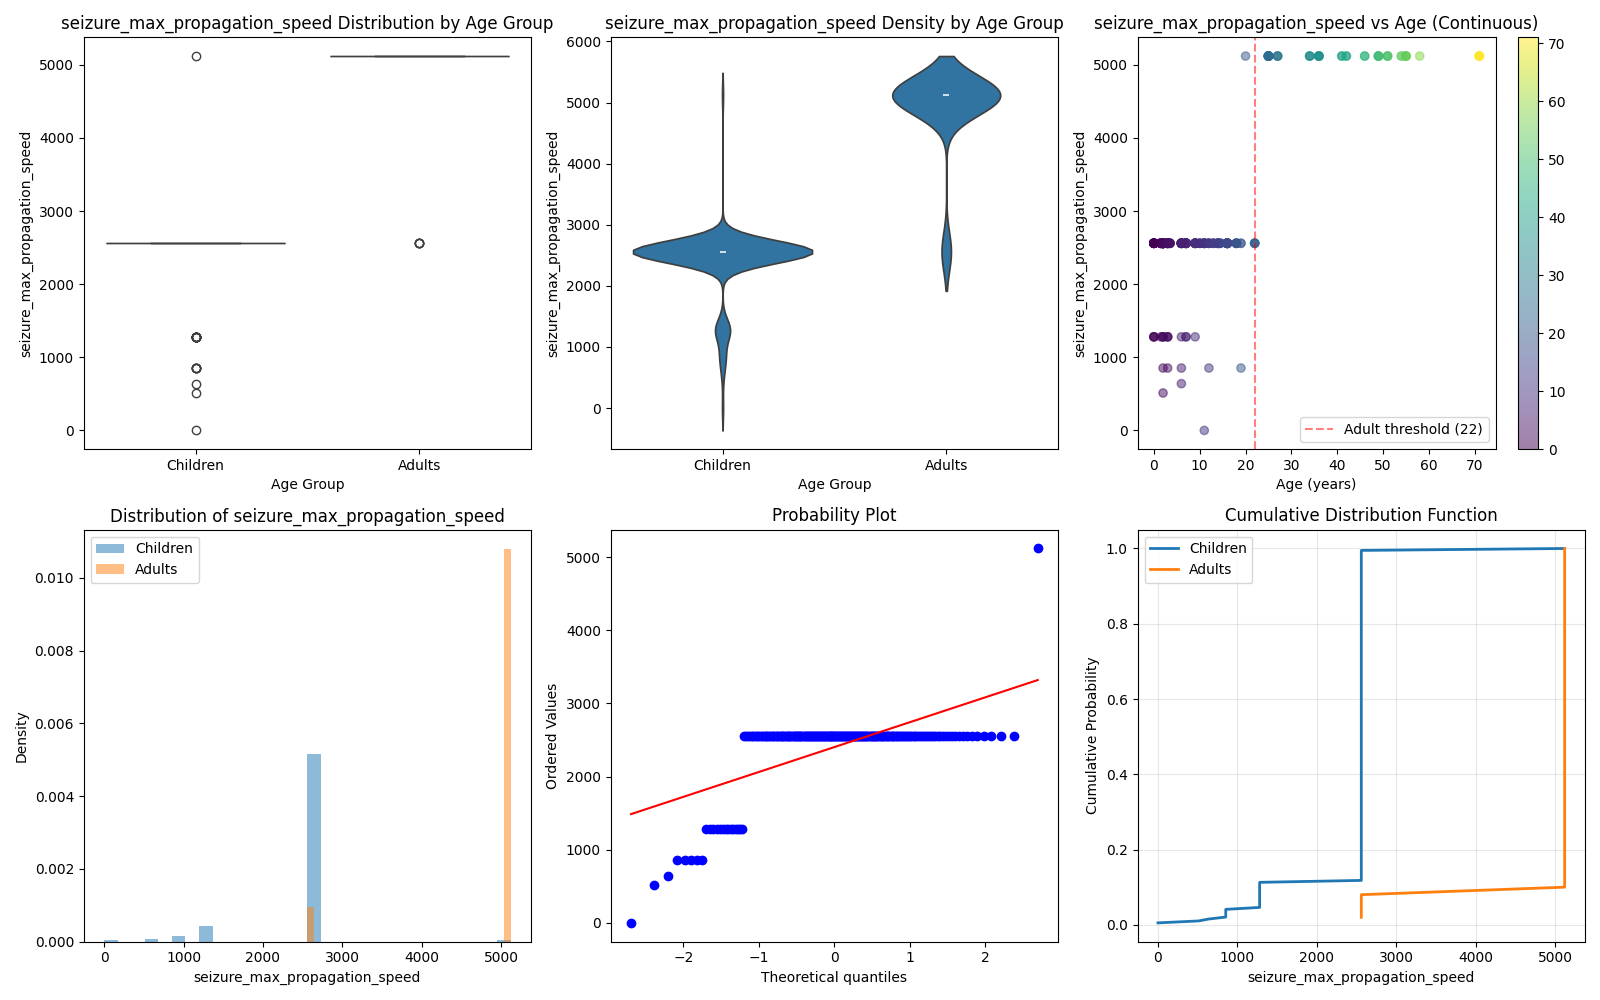 seizure_max_propagation_speed Distribution by Age Group
seizure_max_propagation_speed
5000
4000
3000
2000
1000
0
Children
Adults
Age Group
seizure_max_propagation_speed Density by Age Group
seizure_max_propagation_speed
6000
5000
4000
3000
2000
1000
0
Children
Adults
Age Group
seizure_max_propagation_speed vs Age (Continuous)
seizure_max_propagation_speed
5000
4000
3000
2000
1000
0
Adult threshold (22)
0
10
20
30
40
50
60
70
Age (years)
70
60
50
40
30
20
10
0
Distribution of seizure_max_propagation_speed
Density
0.010
0.008
0.006
0.004
0.002
0.000
Children
Adults
0
1000
2000
3000
4000
5000
seizure_max_propagation_speed
Probability Plot
Ordered Values
5000
4000
3000
2000
1000
0
−2
−1
0
1
2
Theoretical quantiles
Cumulative Distribution Function
Cumulative Probability
1.0
0.8
0.6
0.4
0.2
0.0
Children
Adults
0
1000
2000
3000
4000
5000
seizure_max_propagation_speed